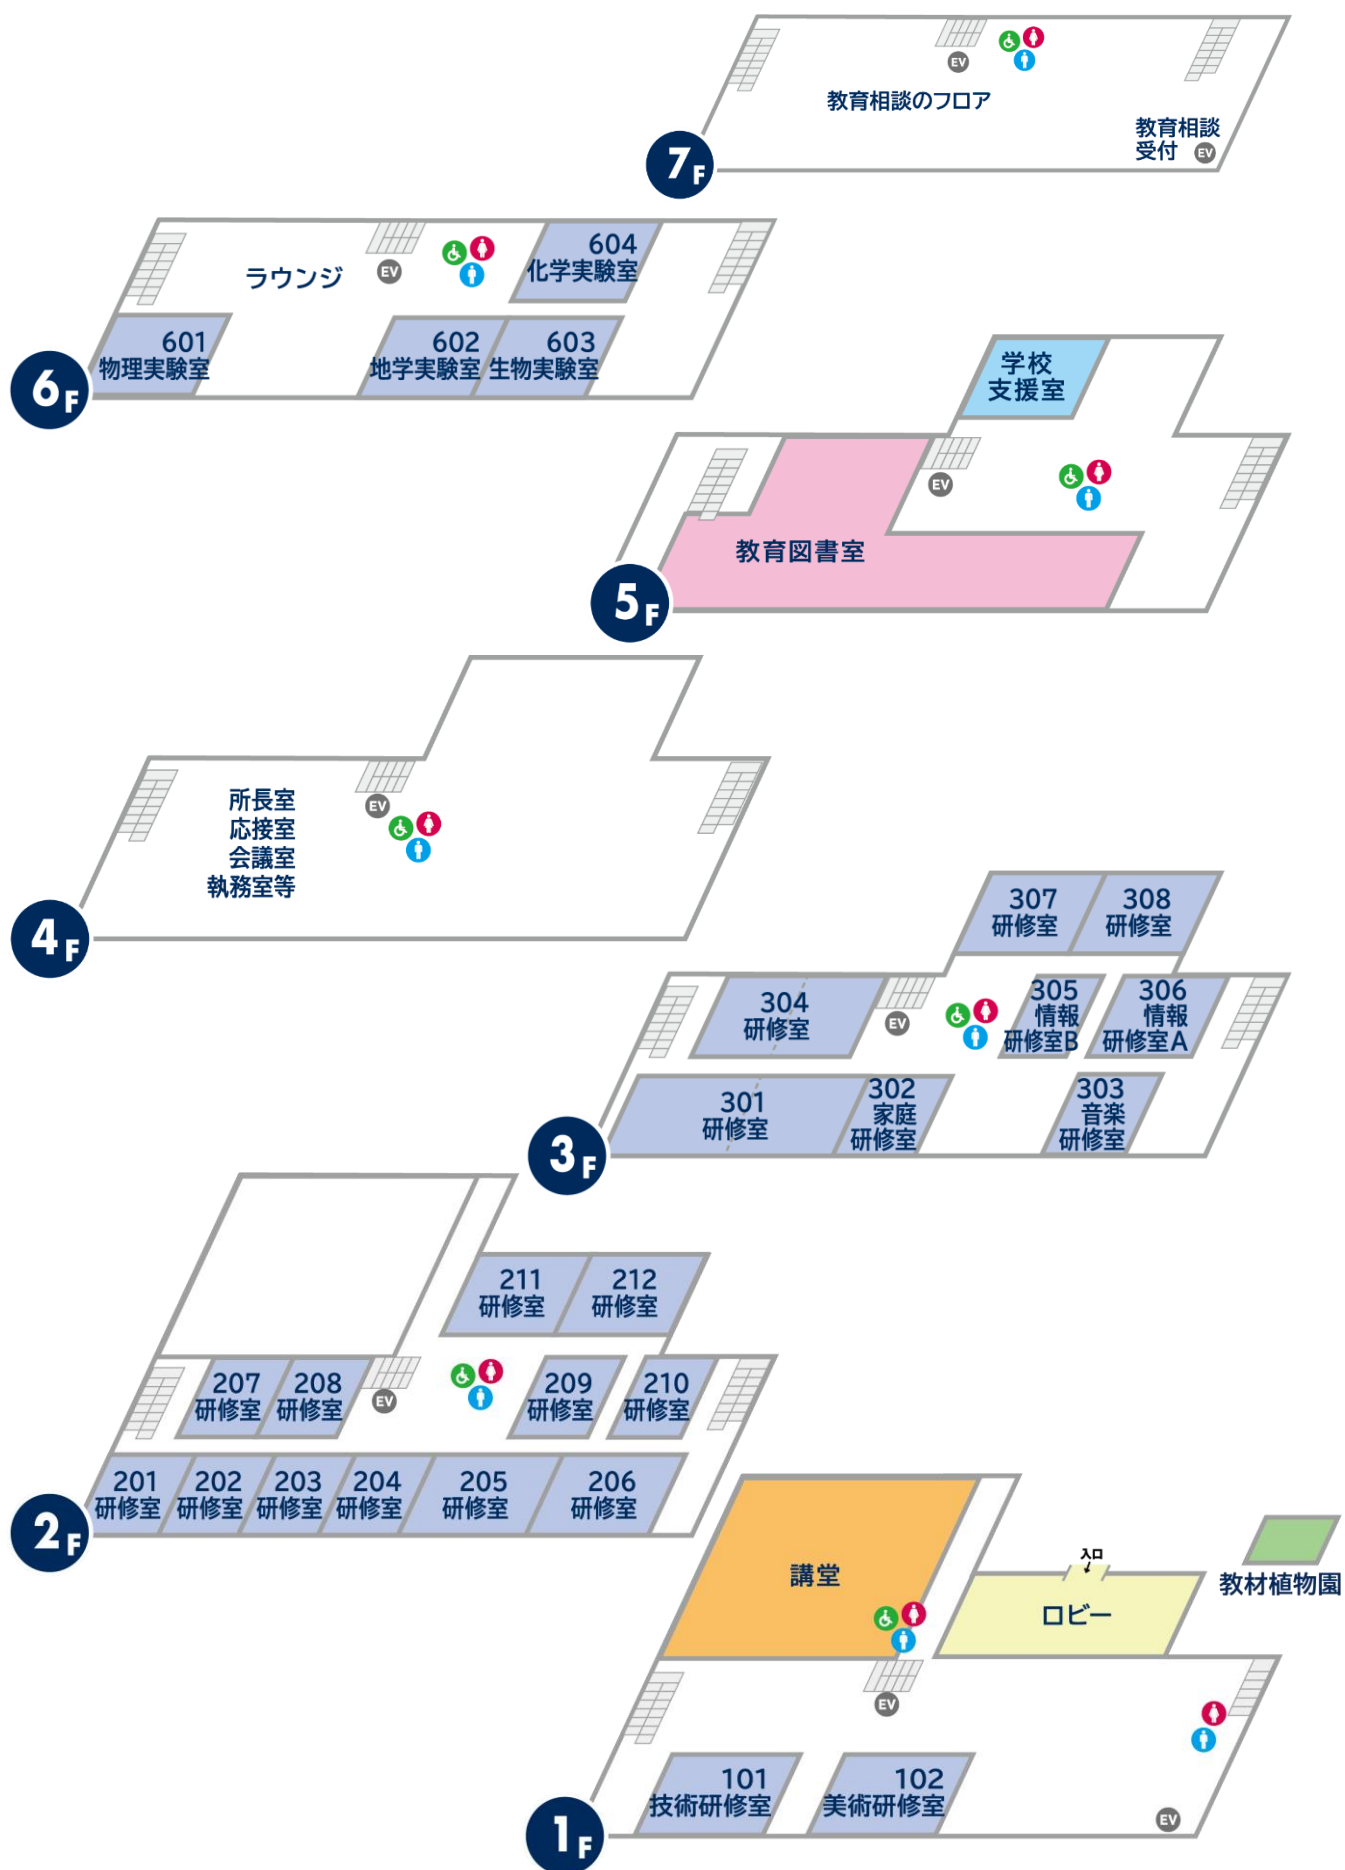 EV
教育相談のフロア
教育相談
受付 EV
7F
604
化学実験室
ラウンジ
EV
601
物理実験室
602
地学実験室
603
生物実験室
6F
学校
支援室
EV
教育図書室
5F
所長室
応接室
会議室
執務室等
EV
4F
307
研修室
308
研修室
304
研修室
EV
305
情報
研修室B
306
情報
研修室A
301
研修室
302
家庭
研修室
303
音楽
研修室
3F
211
研修室
212
研修室
207
研修室
208
研修室
EV
209
研修室
210
研修室
201
研修室
202
研修室
203
研修室
204
研修室
205
研修室
206
研修室
2F
講堂
入口
ロビー
教材植物園
EV
101
技術研修室
102
美術研修室
EV
1F